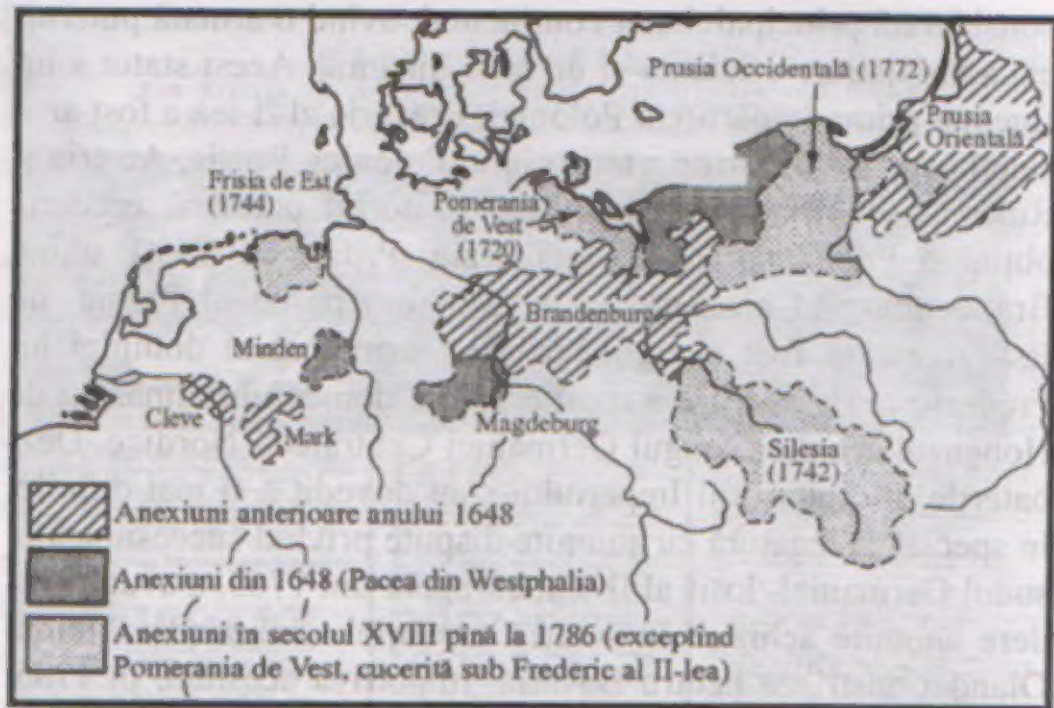 Prusia Occidentală (1772)
Prusia
Orientală
Frisia de Est
(1744)
Pomerania
de Vest
(1720)
Brandenburg
Minden
Cleve
Mark
Magdeburg
Silesia
(1742)
Anexiuni anterioare anului 1648
Anexiuni din 1648 (Pacea din Westphalia)
Anexiuni în secolul XVIII pînă la 1786 (exceptînd
Pomerania de Vest, cucerită sub Frederic al II-lea)